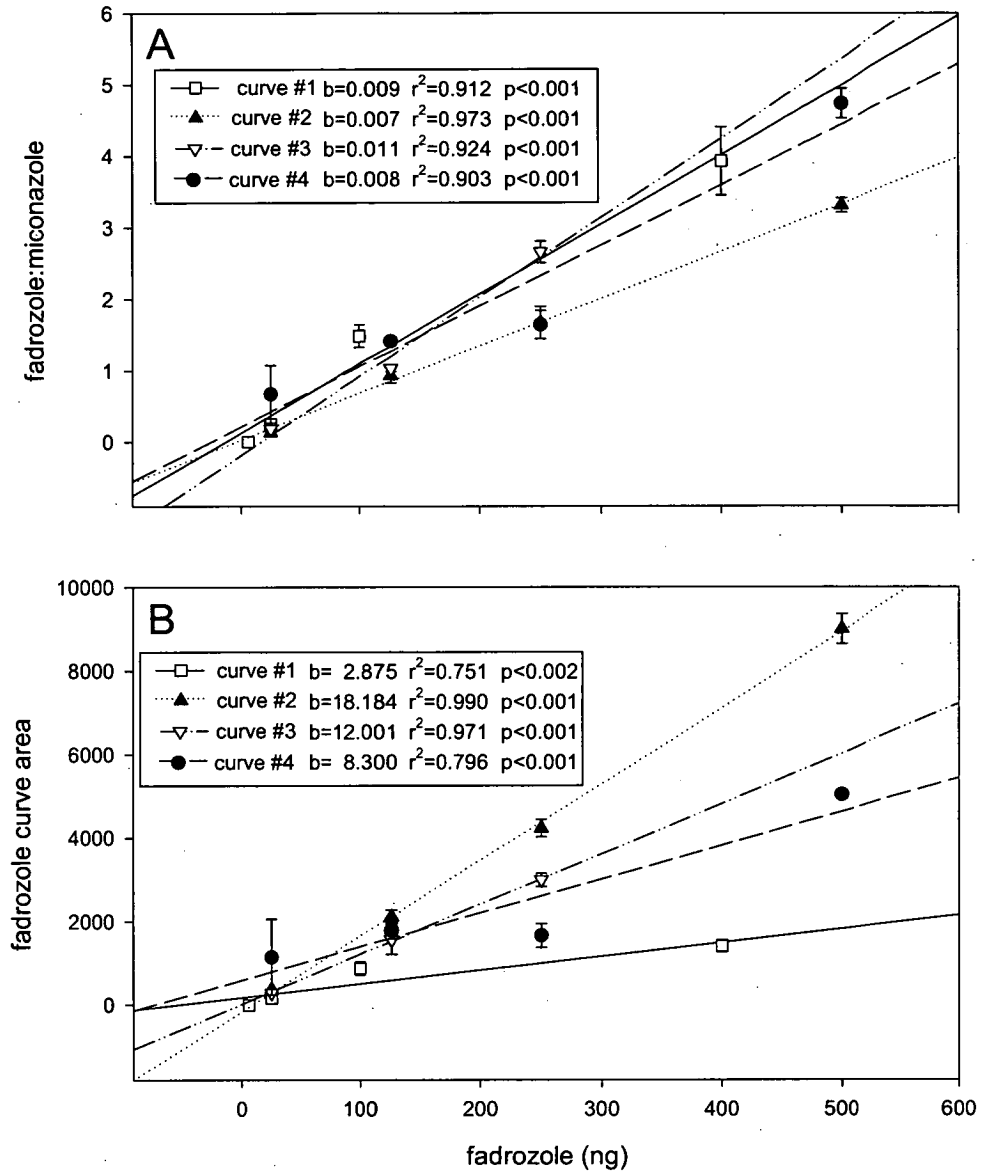 A
6
5
4
3
2
1
0
fadrozole:miconazole
curve #1 b=0.009 r²=0.912 p<0.001
curve #2 b=0.007 r²=0.973 p<0.001
curve #3 b=0.011 r²=0.924 p<0.001
curve #4 b=0.008 r²=0.903 p<0.001
B
10000
8000
6000
4000
2000
0
fadrozole curve area
curve #1 b= 2.875 r²=0.751 p<0.002
curve #2 b=18.184 r²=0.990 p<0.001
curve #3 b=12.001 r²=0.971 p<0.001
curve #4 b= 8.300 r²=0.796 p<0.001
0 100 200 300 400 500 600
fadrozole (ng)